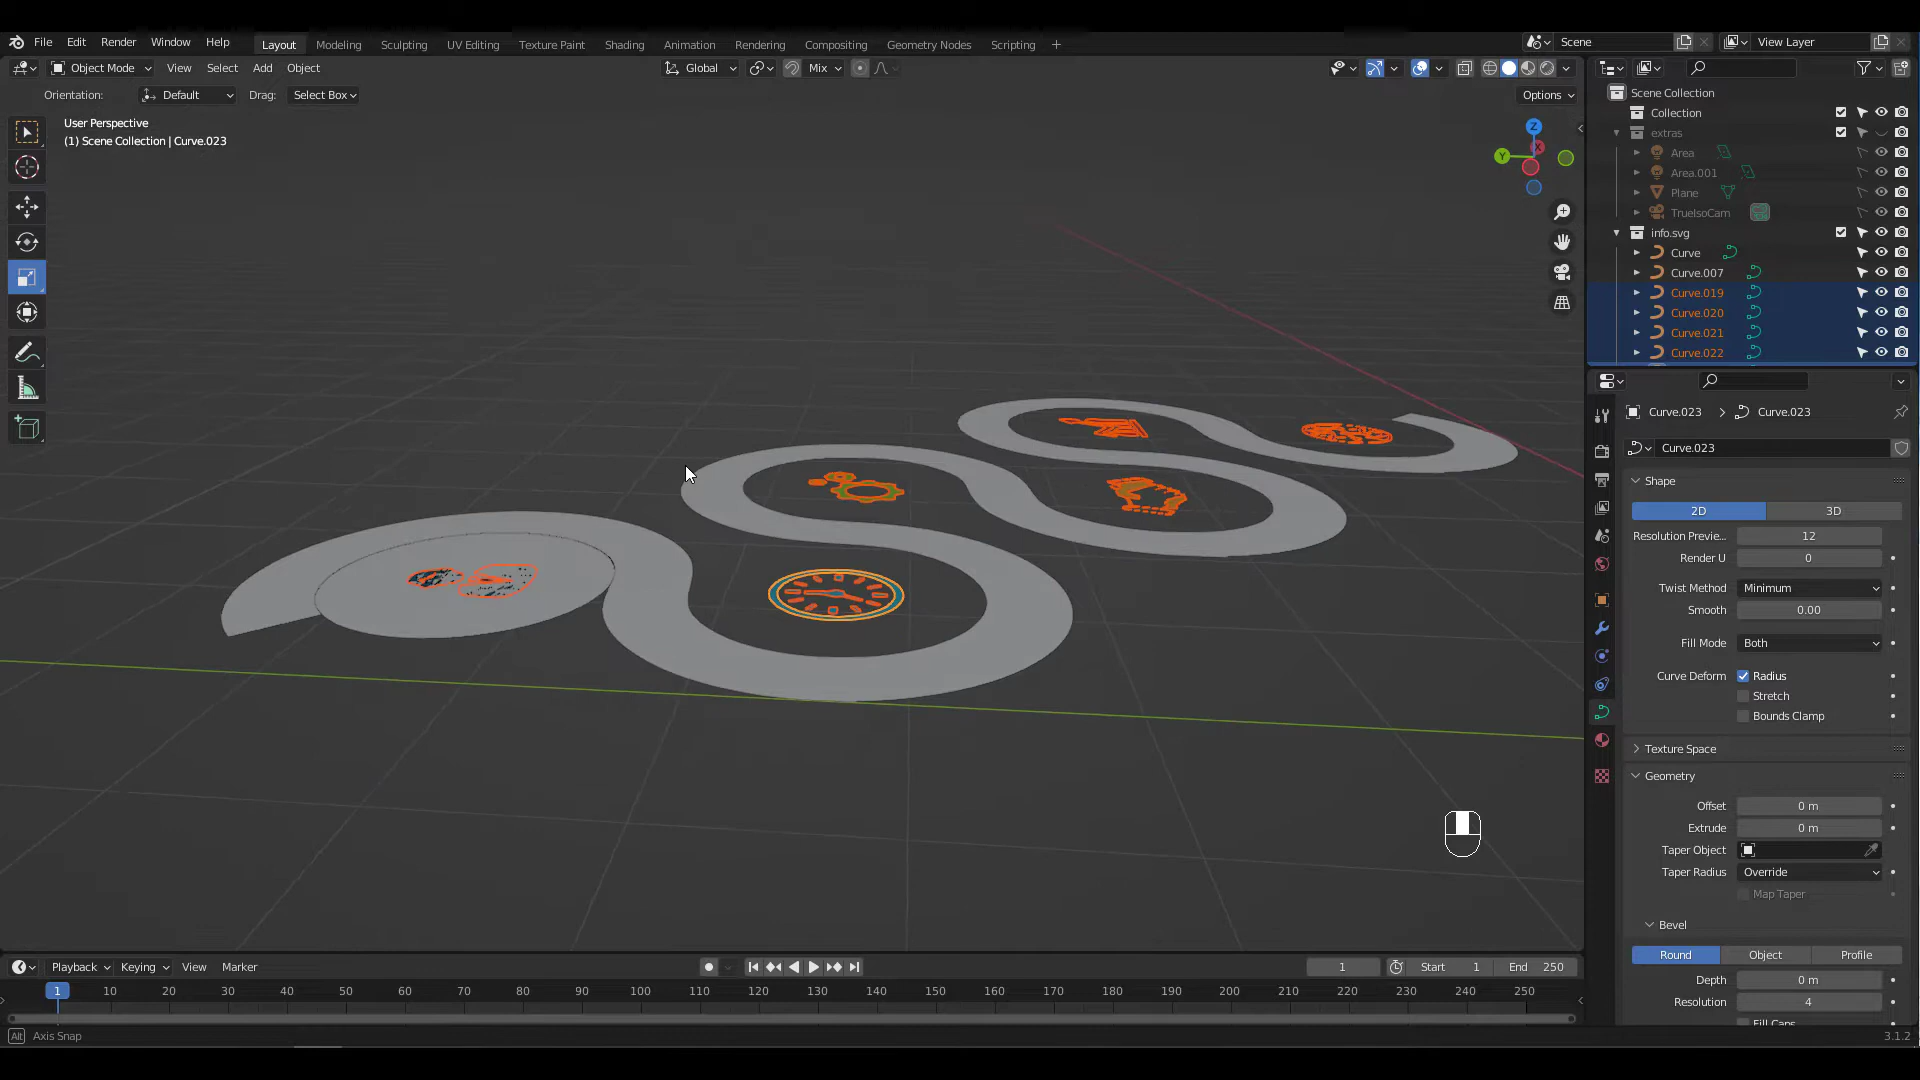 File Edit Render Window Help Layout Modeling Sculpting UV Editing Texture Paint Shading Animation Rendering Compositing Geometry Nodes Scripting + Scene View Layer
Object Mode View Select Add Object Global Mix
Orientation: Default Drag: Select Box Options
User Perspective
(1) Scene Collection | Curve.023
Z
Y
X
Scene Collection
Collection
extras
Area
Area.001
Plane
TrueIsoCam
info.svg
Curve
Curve.007
Curve.019
Curve.020
Curve.021
Curve.022
Curve.023 > Curve.023
Curve.023
Shape
2D 3D
Resolution Previe... 12
Render U 0
Twist Method Minimum
Smooth 0.00
Fill Mode Both
Curve Deform Radius
Stretch
Bounds Clamp
Texture Space
Geometry
Offset 0 m
Extrude 0 m
Taper Object
Taper Radius Override
Map Taper
Bevel
Round Object Profile
Depth 0 m
Resolution 4
Fill Caps
Playback Keying View Marker 1 Start 1 End 250
1 10 20 30 40 50 60 70 80 90 100 110 120 130 140 150 160 170 180 190 200 210 220 230 240 250
Alt Axis Snap 3.1.2